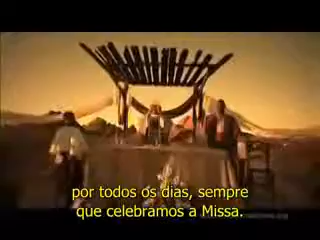 por todos os dias, sempre
que celebramos a Missa.